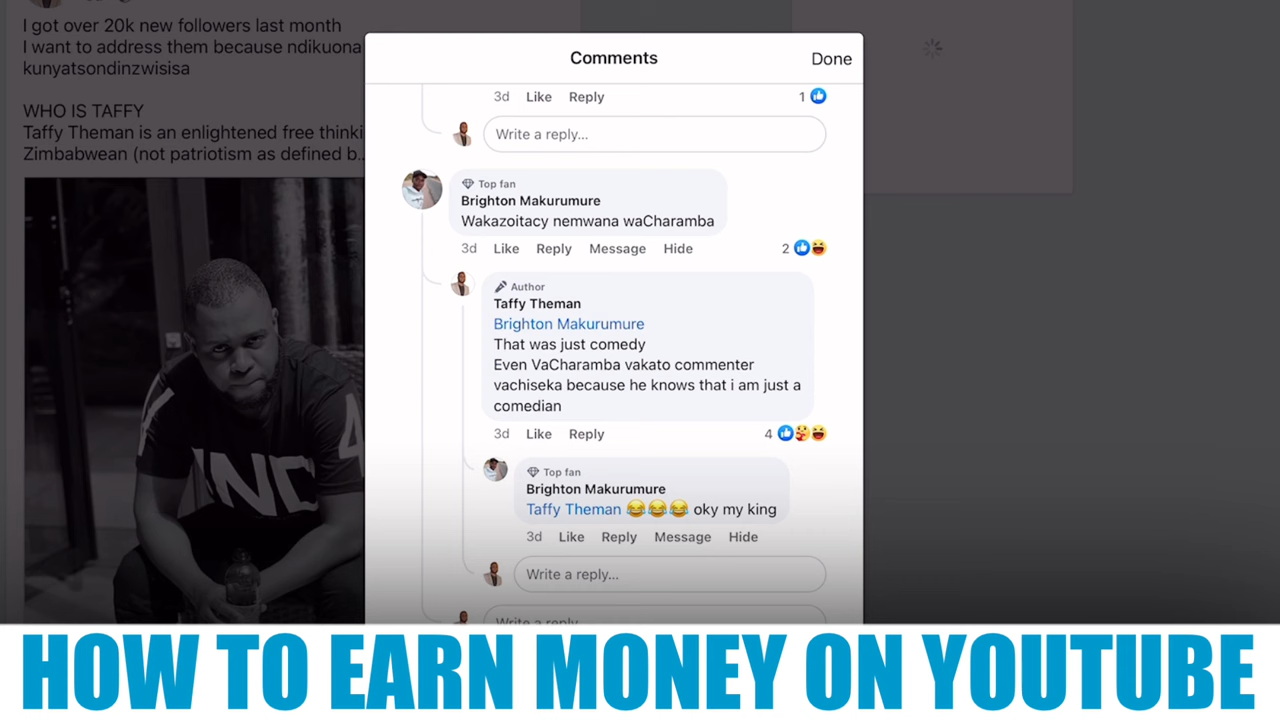 I got over 20k new followers last month
I want to address them because ndikuona
kunyatsondinzwisisa
WHO IS TAFFY
Taffy Theman is an enlightened free thinki
Zimbabwean (not patriotism as defined b...
Comments
Done
3d Like Reply 1
Write a reply...
Top fan
Brighton Makurumure
Wakazoitacy nemwana waCharamba
3d Like Reply Message Hide 2
Author
Taffy Theman
Brighton Makurumure
That was just comedy
Even VaCharamba vakato commenter
vachiseka because he knows that i am just a
comedian
3d Like Reply 4
Top fan
Brighton Makurumure
Taffy Theman 😂😂😂 oky my king
3d Like Reply Message Hide
Write a reply...
Write a reply
HOW TO EARN MONEY ON YOUTUBE